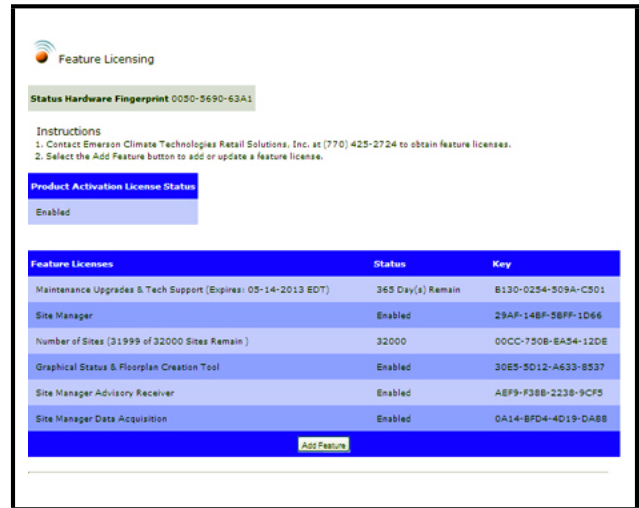 Feature Licensing
Status Hardware Fingerprint 0050-5690-63A1
Instructions
1. Contact Emerson Climate Technologies Retail Solutions, Inc. at (770) 425-2724 to obtain feature licenses.
2. Select the Add Feature button to add or update a feature license.
Product Activation License Status
Enabled
Feature Licenses Status Key
Maintenance Upgrades & Tech Support (Expires: 05-14-2013 EDT) 365 Day(s) Remain B130-0254-509A-C501
Site Manager Enabled 29AF-14BF-5BFF-1D66
Number of Sites (31999 of 32000 Sites Remain ) 32000 00CC-750B-EA54-12DE
Graphical Status & Floorplan Creation Tool Enabled 30E5-5D12-A633-8537
Site Manager Advisory Receiver Enabled AEF9-F38B-2238-9CF5
Site Manager Data Acquisition Enabled 0A14-BFD4-4D19-DA88
Add Feature